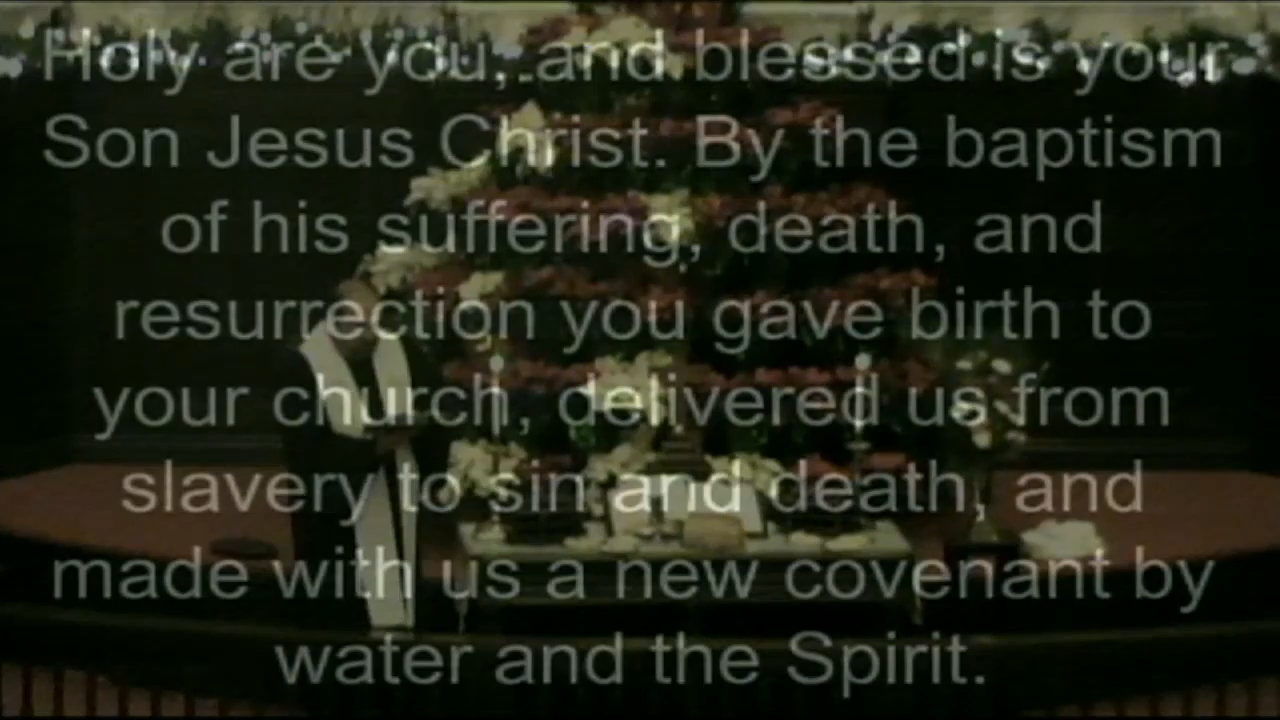 Holy are you, and blessed is your
Son Jesus Christ. By the baptism
of his suffering, death, and
resurrection you gave birth to
your church, delivered us from
slavery to sin and death, and
made with us a new covenant by
water and the Spirit.